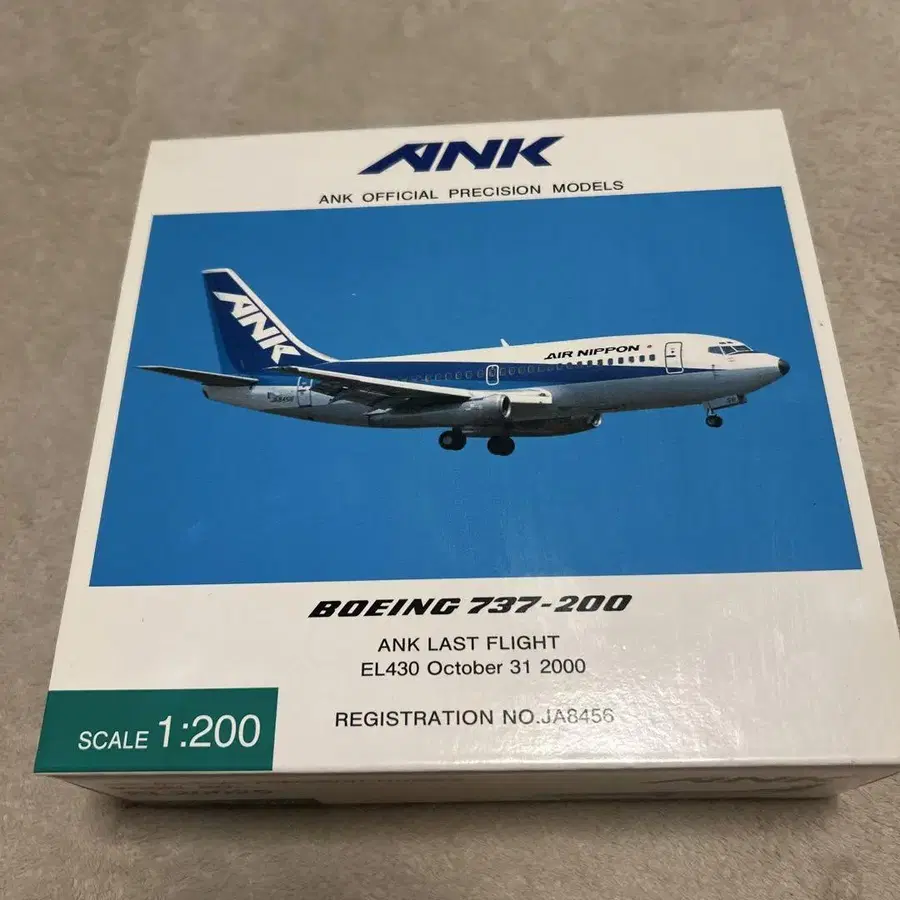 ANK
ANK OFFICIAL PRECISION MODELS
ANK
AIR NIPPON
JA8456
BOEING 737-200
ANK LAST FLIGHT
EL430 October 31 2000
REGISTRATION NO.JA8456
SCALE 1:200